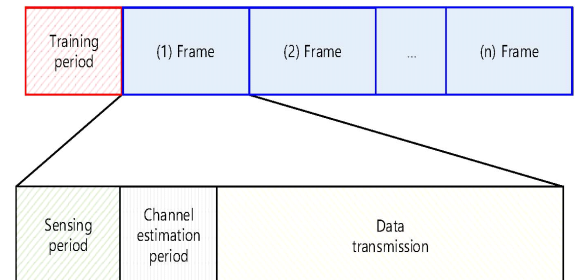 Training
period
(1) Frame
(2) Frame
...
(n) Frame
Sensing
period
Channel
estimation
period
Data
transmission